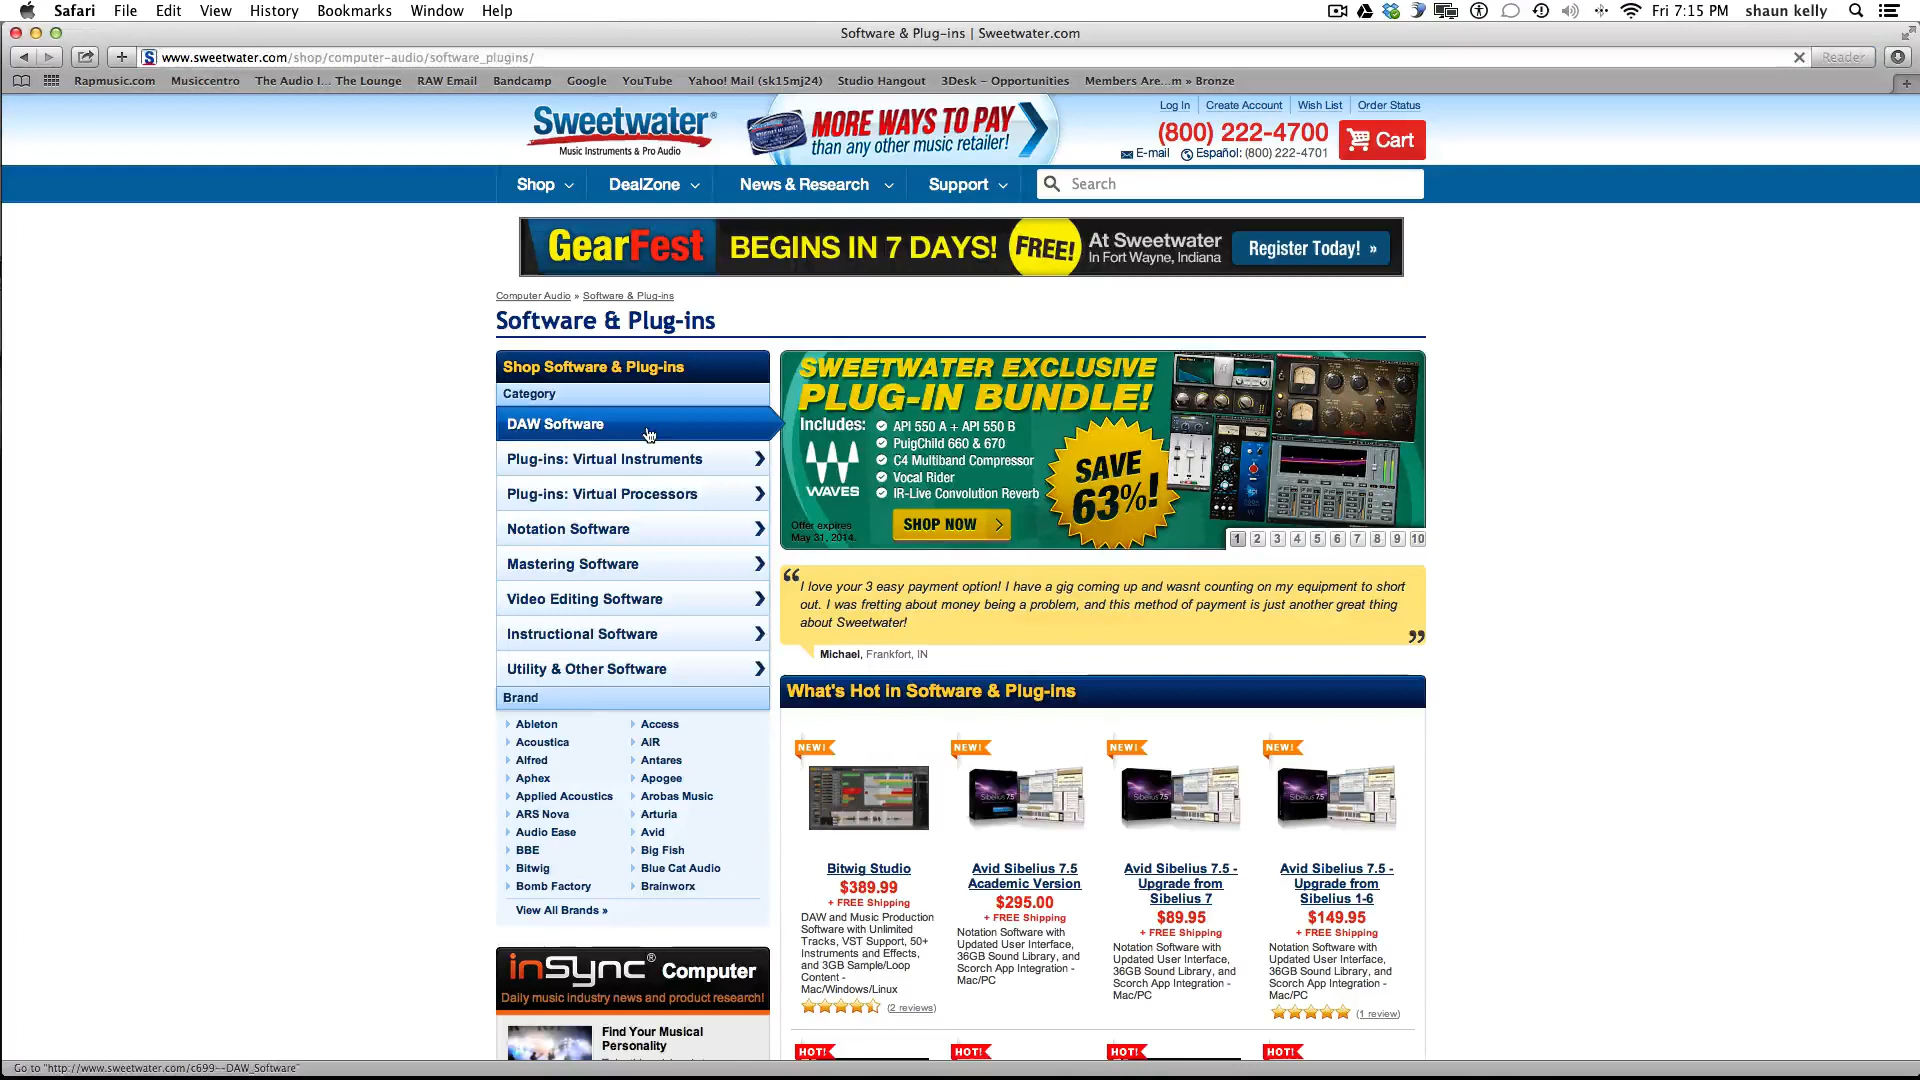 Safari File Edit View History Bookmarks Window Help
Fri 7:15 PM shaun kelly
Software & Plug-ins | Sweetwater.com
www.sweetwater.com/shop/computer-audio/software_plugins/
Reader
Rapmusic.com Musiccentro The Audio I... The Lounge RAW Email Bandcamp Google YouTube Yahoo! Mail (sk15mj24) Studio Hangout 3Desk – Opportunities Members Are...m » Bronze
Sweetwater®
Music Instruments & Pro Audio
MORE WAYS TO PAY
than any other music retailer!
Log In Create Account Wish List Order Status
(800) 222-4700
E-mail Español: (800) 222-4701
Cart
Shop DealZone News & Research Support Search
GearFest BEGINS IN 7 DAYS! FREE! At Sweetwater
In Fort Wayne, Indiana
Register Today! »
Computer Audio » Software & Plug-ins
Software & Plug-ins
Shop Software & Plug-ins
Category
DAW Software
Plug-ins: Virtual Instruments
Plug-ins: Virtual Processors
Notation Software
Mastering Software
Video Editing Software
Instructional Software
Utility & Other Software
Brand
Ableton Access
Acoustica AIR
Alfred Antares
Aphex Apogee
Applied Acoustics Arobas Music
ARS Nova Arturia
Audio Ease Avid
BBE Big Fish
Bitwig Blue Cat Audio
Bomb Factory Brainworx
View All Brands »
inSync® Computer
Daily music industry news and product research!
Find Your Musical
Personality
SWEETWATER EXCLUSIVE
PLUG-IN BUNDLE!
Includes:
API 550 A + API 550 B
PuigChild 660 & 670
C4 Multiband Compressor
Vocal Rider
IR-Live Convolution Reverb
WAVES
SAVE
63%!
Offer expires
May 31, 2014.
SHOP NOW
1 2 3 4 5 6 7 8 9 10
“ I love your 3 easy payment option! I have a gig coming up and wasnt counting on my equipment to short
out. I was fretting about money being a problem, and this method of payment is just another great thing
about Sweetwater! ”
Michael, Frankfort, IN
What's Hot in Software & Plug-ins
NEW!
Bitwig Studio
$389.99
+ FREE Shipping
DAW and Music Production
Software with Unlimited
Tracks, VST Support, 50+
Instruments and Effects,
and 3GB Sample/Loop
Content -
Mac/Windows/Linux
(2 reviews)
NEW!
Sibelius 7.5
Avid Sibelius 7.5
Academic Version
$295.00
+ FREE Shipping
Notation Software with
Updated User Interface,
36GB Sound Library, and
Scorch App Integration -
Mac/PC
NEW!
Sibelius 7.5
Avid Sibelius 7.5 -
Upgrade from
Sibelius 7
$89.95
+ FREE Shipping
Notation Software with
Updated User Interface,
36GB Sound Library, and
Scorch App Integration -
Mac/PC
NEW!
Sibelius 7.5
Avid Sibelius 7.5 -
Upgrade from
Sibelius 1-6
$149.95
+ FREE Shipping
Notation Software with
Updated User Interface,
36GB Sound Library, and
Scorch App Integration -
Mac/PC
(1 review)
HOT! HOT! HOT! HOT!
Go to "http://www.sweetwater.com/c699--DAW_Software"